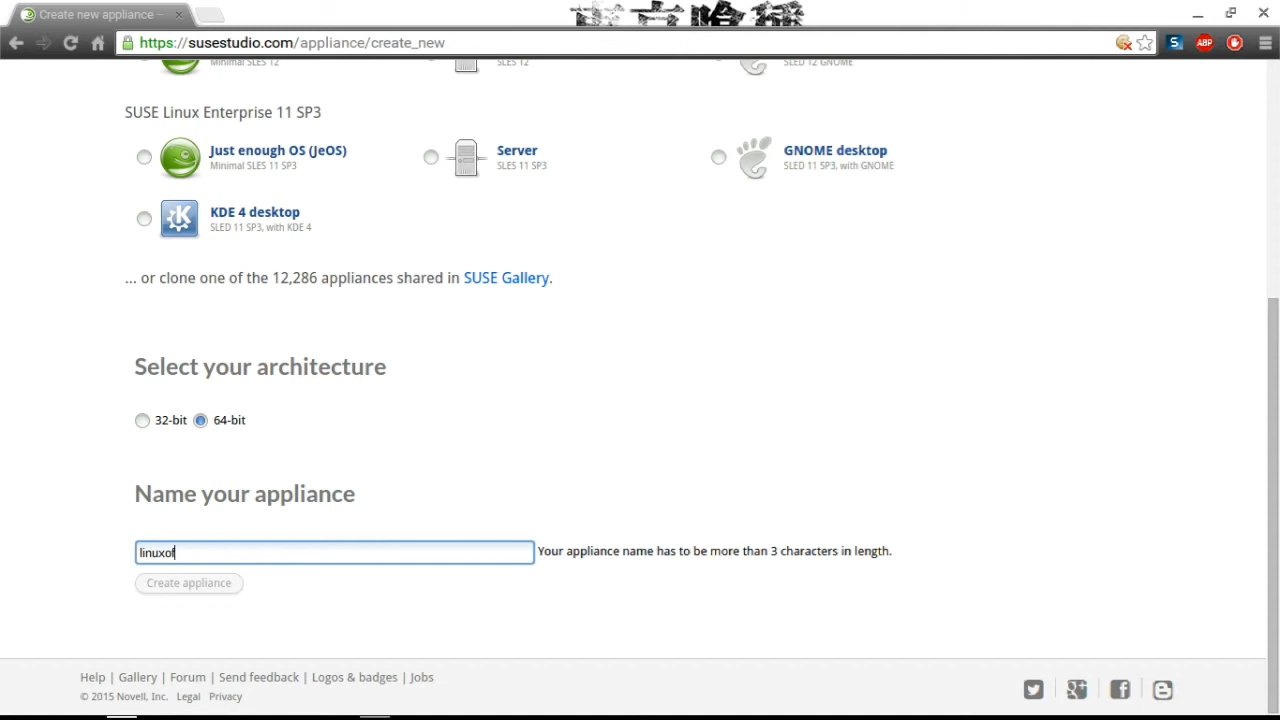 Create new appliance –
https://susestudio.com/appliance/create_new
ABP
Minimal SLES 12
SLES 12
SLED 12 GNOME
SUSE Linux Enterprise 11 SP3
Just enough OS (JeOS)
Minimal SLES 11 SP3
Server
SLES 11 SP3
GNOME desktop
SLED 11 SP3, with GNOME
KDE 4 desktop
SLED 11 SP3, with KDE 4
... or clone one of the 12,286 appliances shared in SUSE Gallery.
Select your architecture
32-bit
64-bit
Name your appliance
linuxof
Your appliance name has to be more than 3 characters in length.
Create appliance
Help | Gallery | Forum | Send feedback | Logos & badges | Jobs
© 2015 Novell, Inc. Legal Privacy